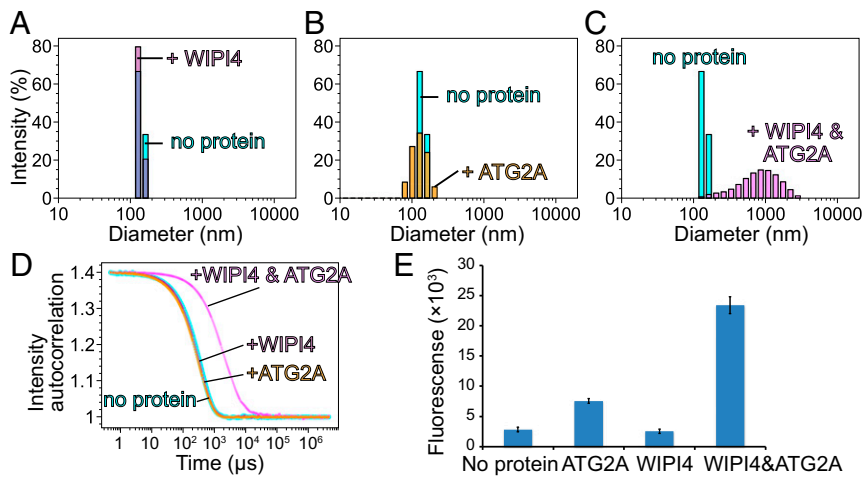 A
80
60
40
20
0
Intensity (%)
+ WIPI4
no protein
10
100
1000
10000
Diameter (nm)
B
80
60
40
20
0
no protein
+ ATG2A
10
100
1000
10000
Diameter (nm)
C
80
60
40
20
0
no protein
+ WIPI4 &
ATG2A
10
100
1000
10000
Diameter (nm)
D
1.4
1.3
1.2
1.1
1
Intensity
autocorrelation
+WIPI4 & ATG2A
+WIPI4
+ATG2A
no protein
1
10
10²
10³
10⁴
10⁵
10⁶
Time (µs)
E
30
25
20
15
10
5
0
Fluorescense (×10³)
No protein
ATG2A
WIPI4
WIPI4&ATG2A